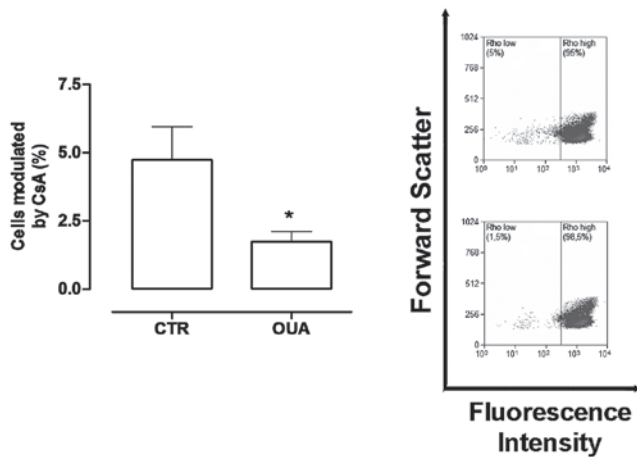 Cells modulated
by CsA (%)
7.5
5.0
2.5
0.0
*
CTR
OUA
Forward Scatter
1024
768
512
256
0
Rho low
(5%)
Rho high
(95%)
10⁰
10¹
10²
10³
10⁴
1024
768
512
256
0
Rho low
(1,5%)
Rho high
(98,5%)
10⁰
10¹
10²
10³
10⁴
Fluorescence
Intensity